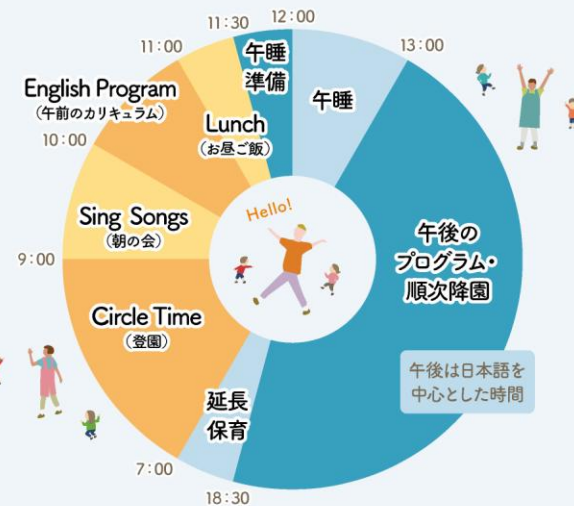 11:30
12:00
13:00
11:00
10:00
9:00
7:00
18:30
午睡
準備
午睡
English Program
(午前のカリキュラム)
Lunch
(お昼ご飯)
Sing Songs
(朝の会)
Circle Time
(登園)
延長
保育
午後の
プログラム・
順次降園
午後は日本語を
中心とした時間
Hello!